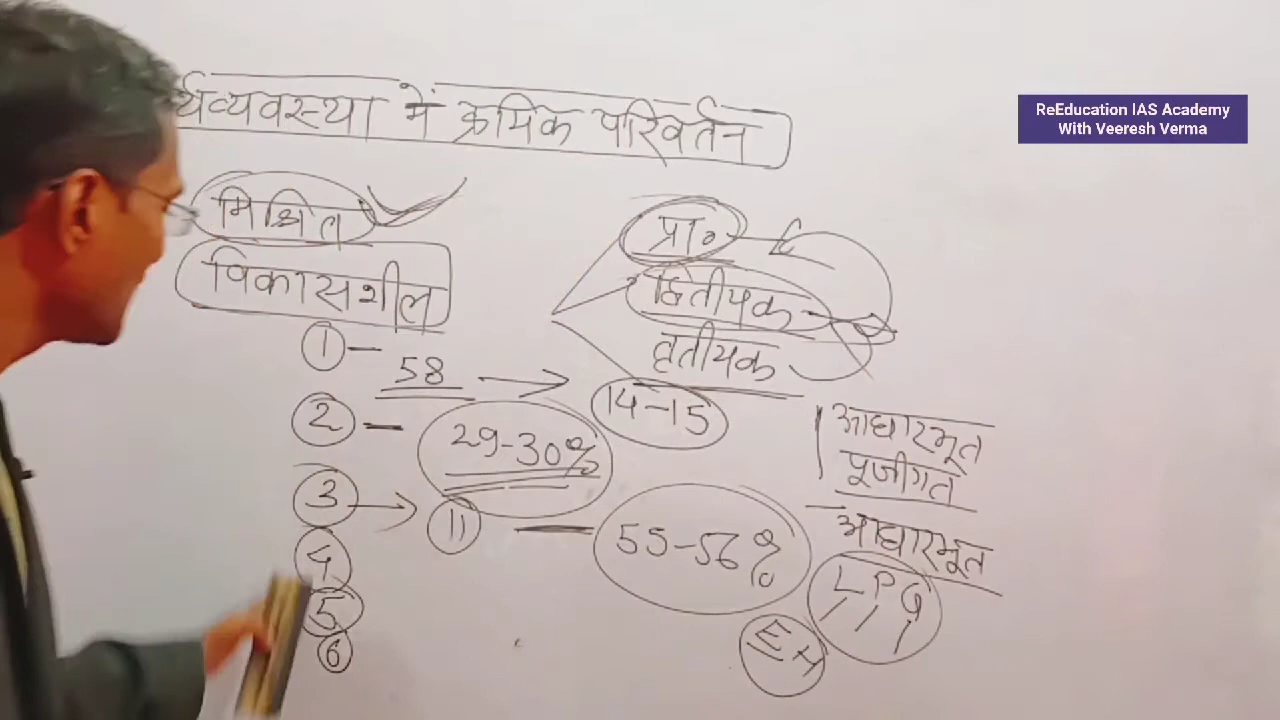 र्थव्यवस्था में क्रमिक परिवर्तन
ReEducation IAS Academy
With Veeresh Verma
मिश्रित
विकासशील
प्रा०
द्वितीयक
तृतीयक
1 - 58 → 14-15
2 - 29-30%
3 → 11 - 55-56%
4
5
6
आधारभूत
पूजीगत
आधारभूत
LPG